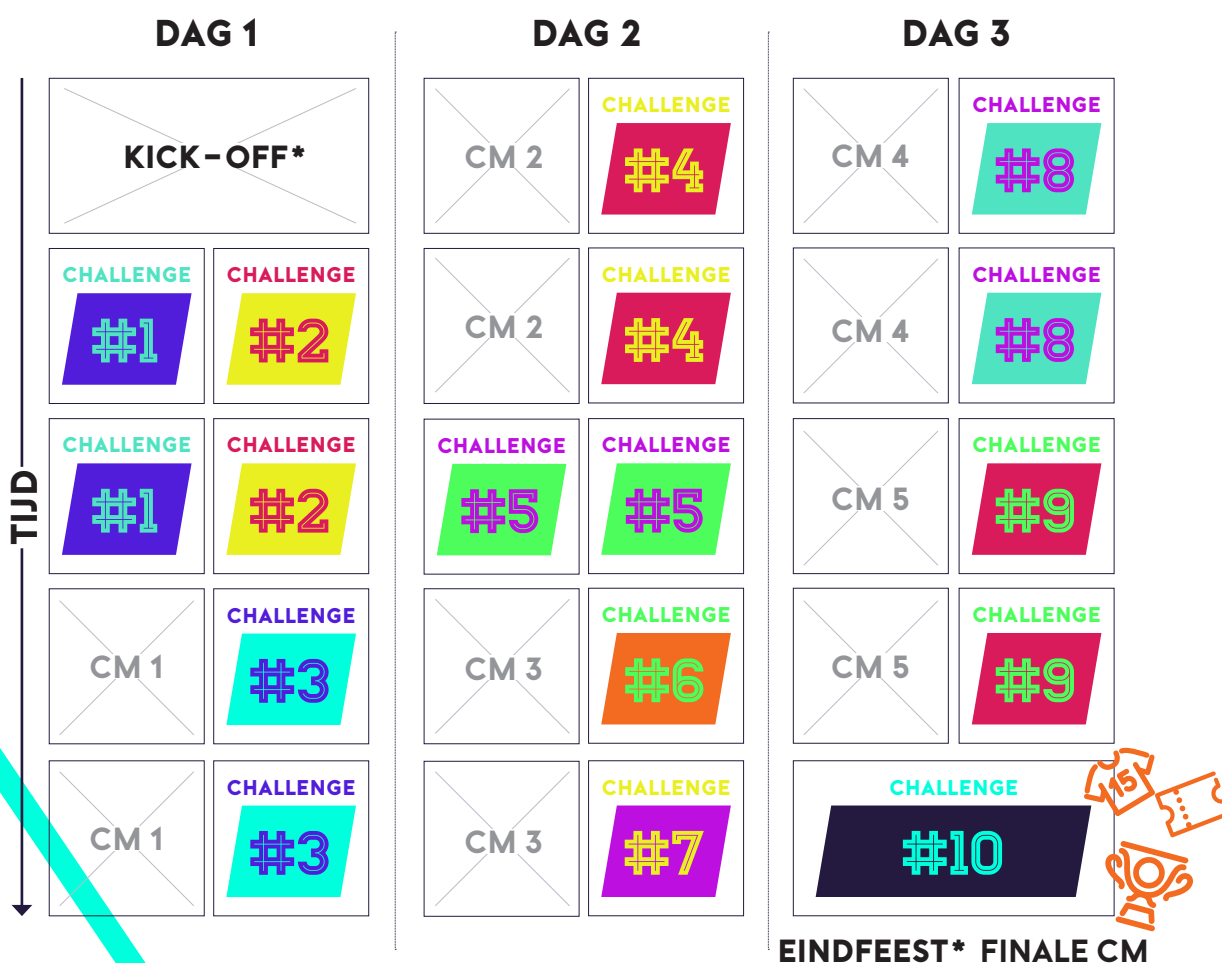 DAG 1
DAG 2
DAG 3
TIJD
KICK-OFF*
CM 2
CHALLENGE
#4
CM 4
CHALLENGE
#8
CHALLENGE
#1
CHALLENGE
#2
CM 2
CHALLENGE
#4
CM 4
CHALLENGE
#8
CHALLENGE
#1
CHALLENGE
#2
CHALLENGE
#5
CHALLENGE
#5
CM 5
CHALLENGE
#9
CM 1
CHALLENGE
#3
CM 3
CHALLENGE
#6
CM 5
CHALLENGE
#9
CM 1
CHALLENGE
#3
CM 3
CHALLENGE
#7
CHALLENGE
#10
15
EINDFEEST* FINALE CM